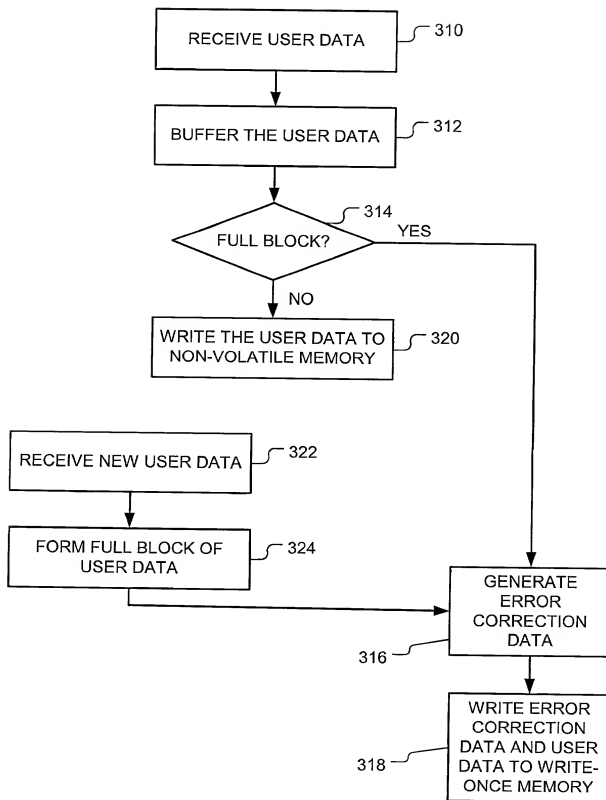 RECEIVE USER DATA
310
BUFFER THE USER DATA
312
314
FULL BLOCK?
YES
NO
WRITE THE USER DATA TO
NON-VOLATILE MEMORY
320
RECEIVE NEW USER DATA
322
FORM FULL BLOCK OF
USER DATA
324
GENERATE
ERROR
CORRECTION
DATA
316
WRITE ERROR
CORRECTION
DATA AND USER
DATA TO WRITE-
ONCE MEMORY
318